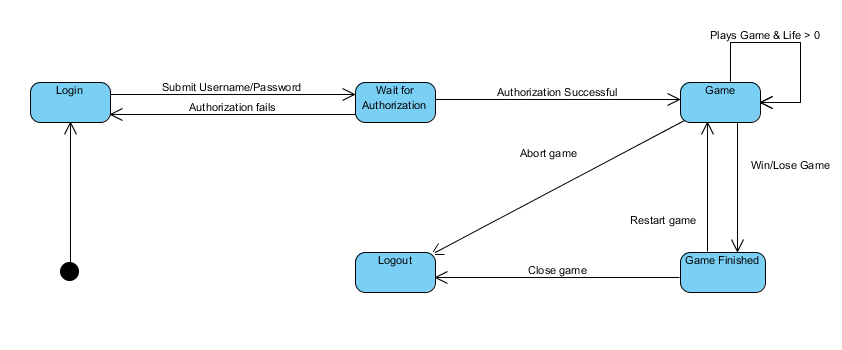 Plays Game & Life > 0
Login
Submit Username/Password
Wait for
Authorization
Authorization Successful
Game
Authorization fails
Abort game
Win/Lose Game
Restart game
Logout
Close game
Game Finished